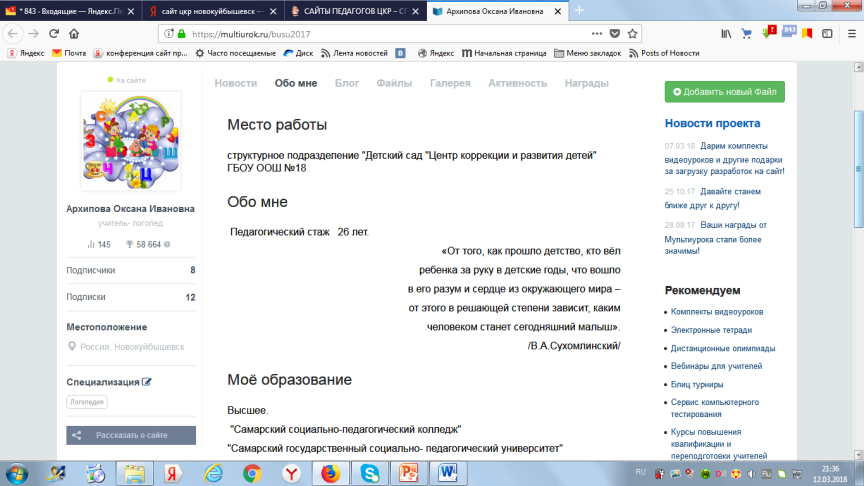 * 843 - Входящие — Яндекс.По
сайт цкр новокуйбышевск —
САЙТЫ ПЕДАГОГОВ ЦКР – СП
Архипова Оксана Ивановна
https://multiurok.ru/busu2017
7
843
Яндекс
Почта
конференция сайт пр...
Часто посещаемые
Диск
Лента новостей
В
Яндекс
Начальная страница
Меню закладок
Posts of Новости
На сайте
Архипова Оксана Ивановна
учитель- логопед
145
58 664
Подписчики 8
Подписки 12
Местоположение
Россия, Новокуйбышевск
Специализация
Логопедия
Рассказать о сайте
Новости
Обо мне
Блог
Файлы
Галерея
Активность
Награды
Место работы
структурное подразделение "Детский сад "Центр коррекции и развития детей"
ГБОУ ООШ №18
Обо мне
Педагогический стаж 26 лет.
«От того, как прошло детство, кто вёл
ребенка за руку в детские годы, что вошло
в его разум и сердце из окружающего мира –
от этого в решающей степени зависит, каким
человеком станет сегодняшний малыш».
/В.А.Сухомлинский/
Моё образование
Высшее.
"Самарский социально-педагогический колледж"
"Самарский государственный социально- педагогический университет"
Добавить новый Файл
Новости проекта
07.03.18 Дарим комплекты
видеоуроков и другие подарки
за загрузку разработок на сайт!
25.10.17 Давайте станем
ближе друг к другу!
28.09.17 Ваши награды от
Мультиурока стали более
значимы!
Рекомендуем
Комплекты видеоуроков
Электронные тетради
Дистанционные олимпиады
Вебинары для учителей
Блиц турниры
Сервис компьютерного
тестирования
Курсы повышения
квалификации и
переподготовки учителей
RU
21:36
12.03.2018